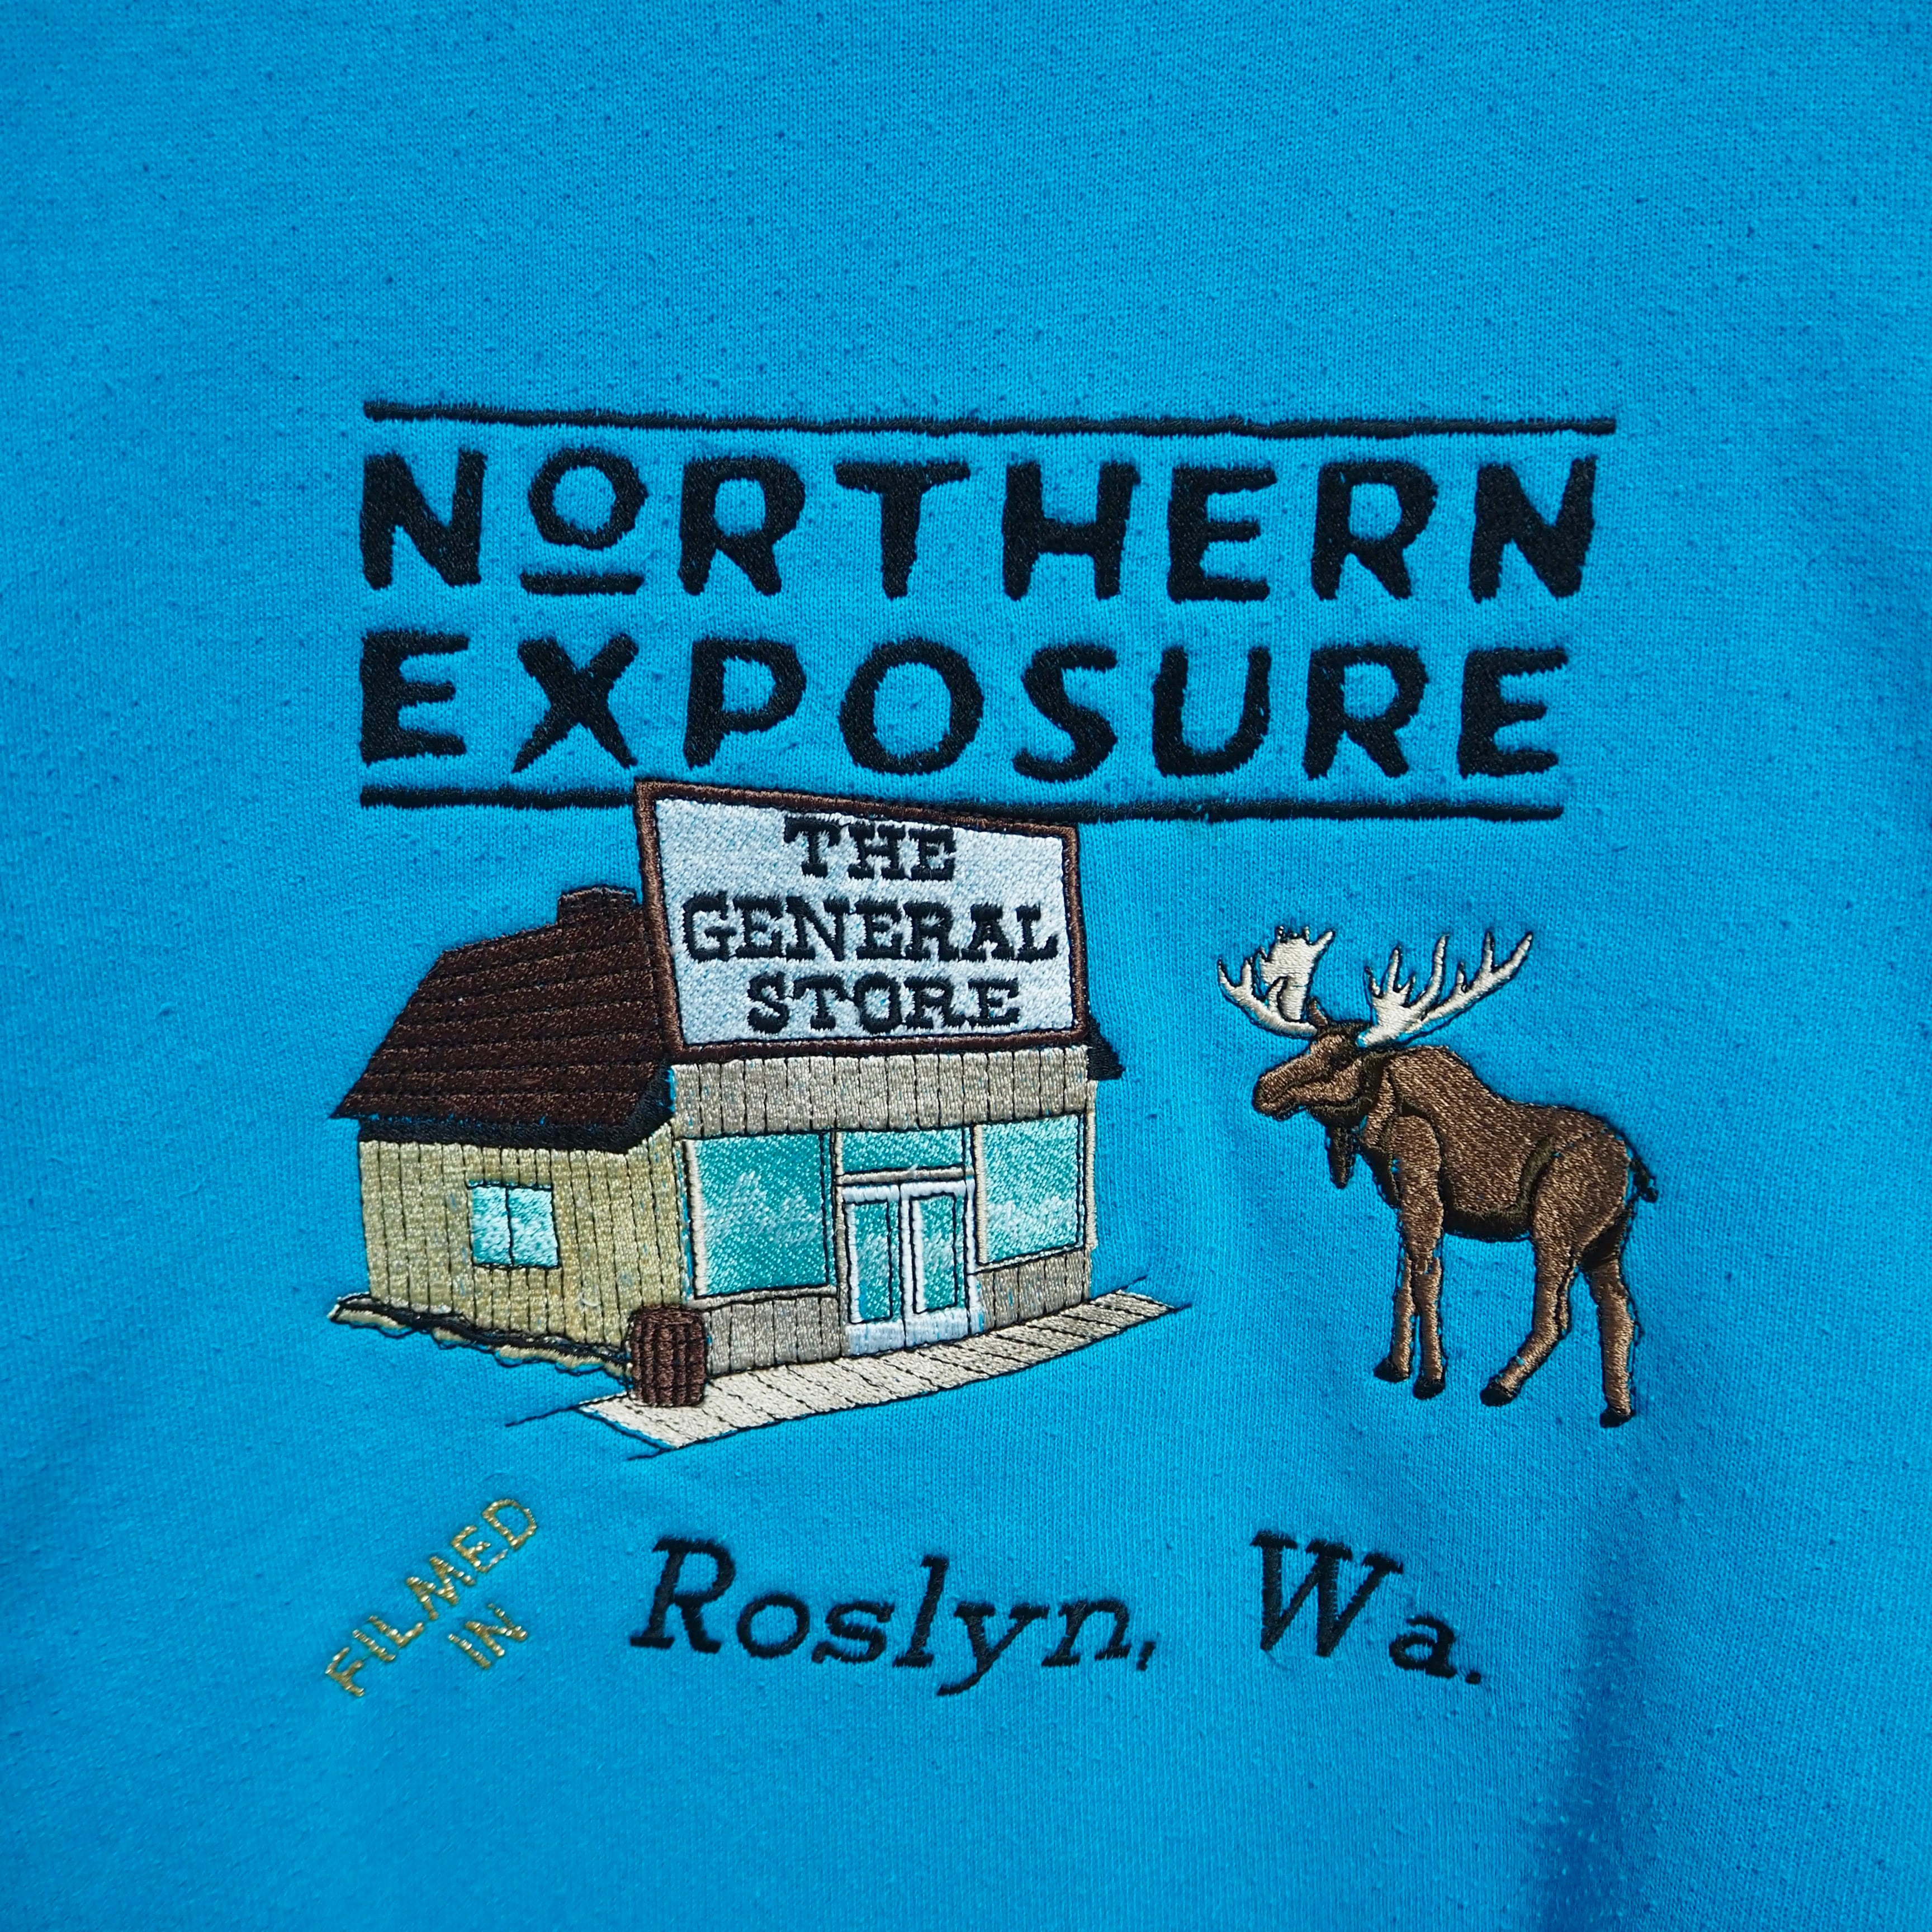 NORTHERN
EXPOSURE
THE
GENERAL
STORE
FILMED
IN
Roslyn, Wa.